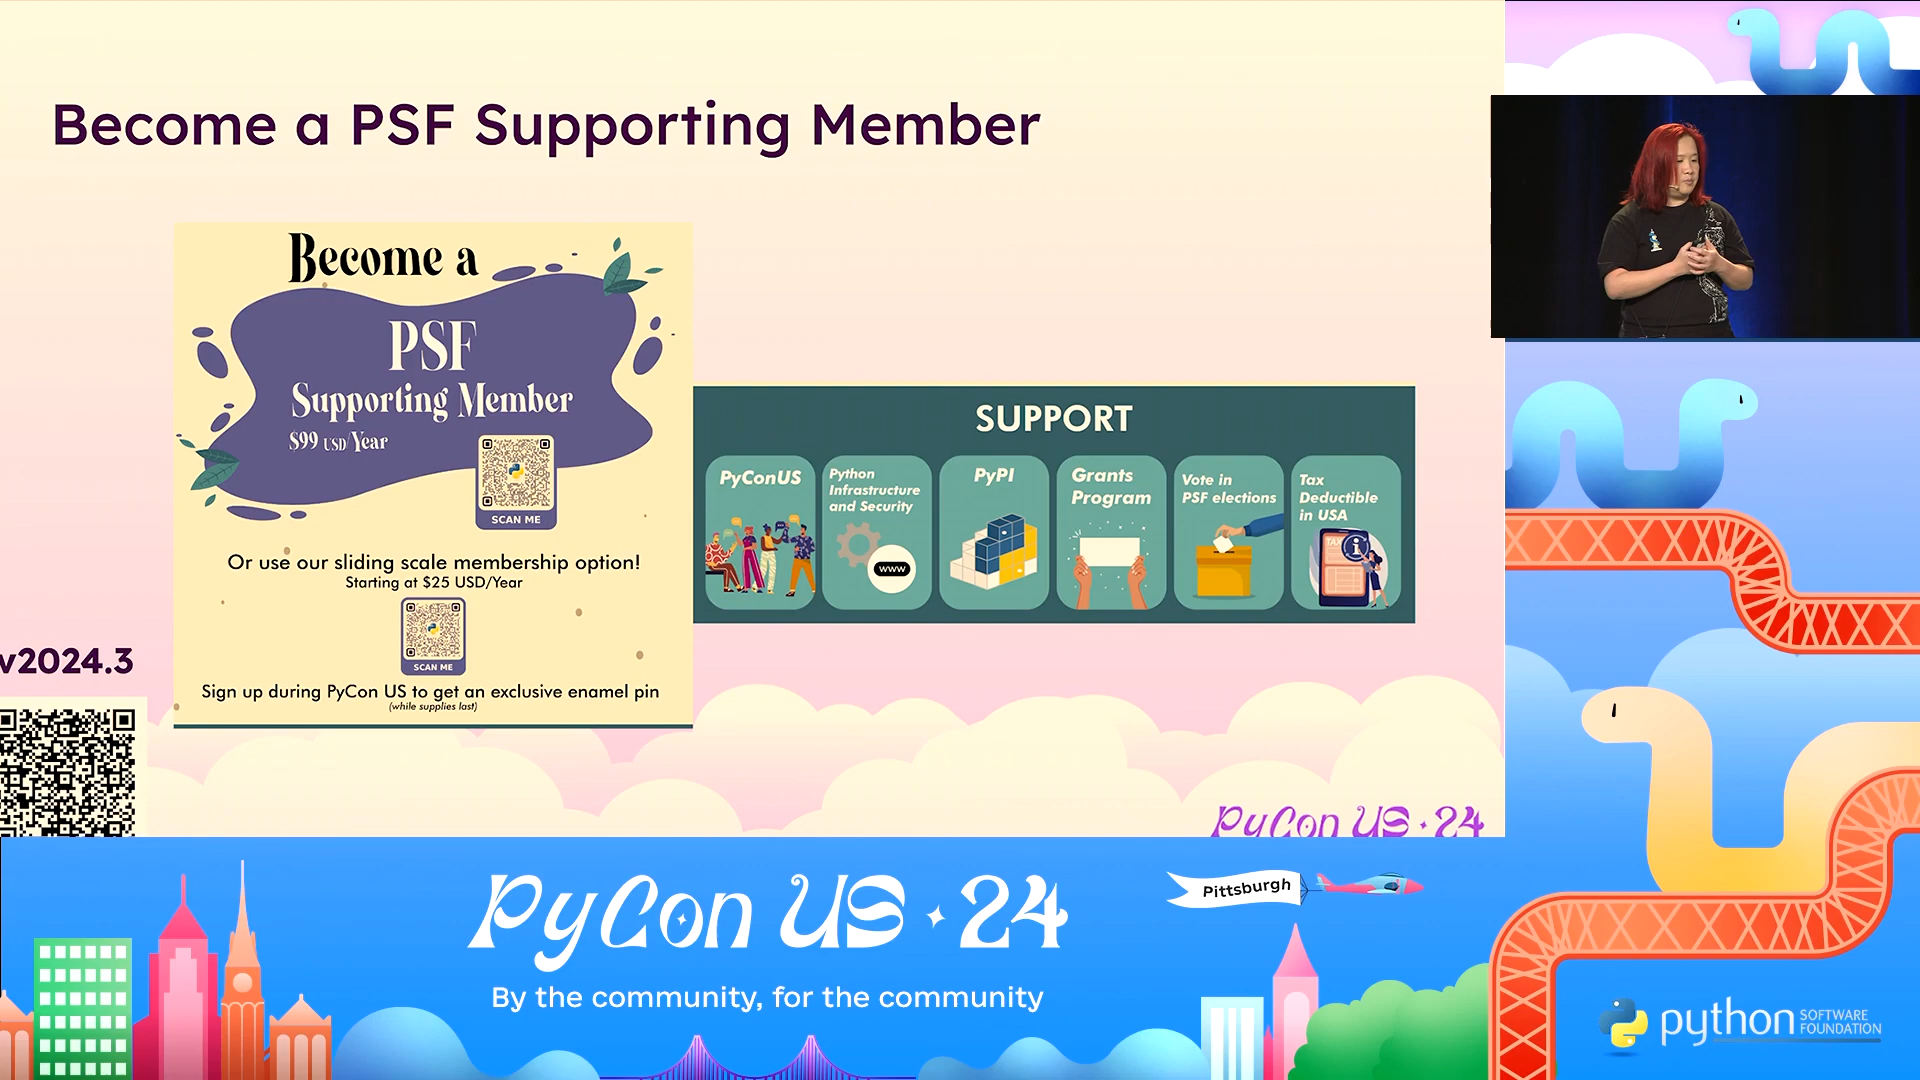 Become a PSF Supporting Member
Become a
PSF
Supporting Member
$99 USD/Year
SCAN ME
Or use our sliding scale membership option!
Starting at $25 USD/Year
SCAN ME
Sign up during PyCon US to get an exclusive enamel pin
(while supplies last)
SUPPORT
PyConUS
Python
Infrastructure
and Security
www
PyPI
Grants
Program
Vote in
PSF elections
Tax
Deductible
in USA
TAX
v2024.3
PyCon US · 24
PyCon US · 24
Pittsburgh
By the community, for the community
python
SOFTWARE
FOUNDATION